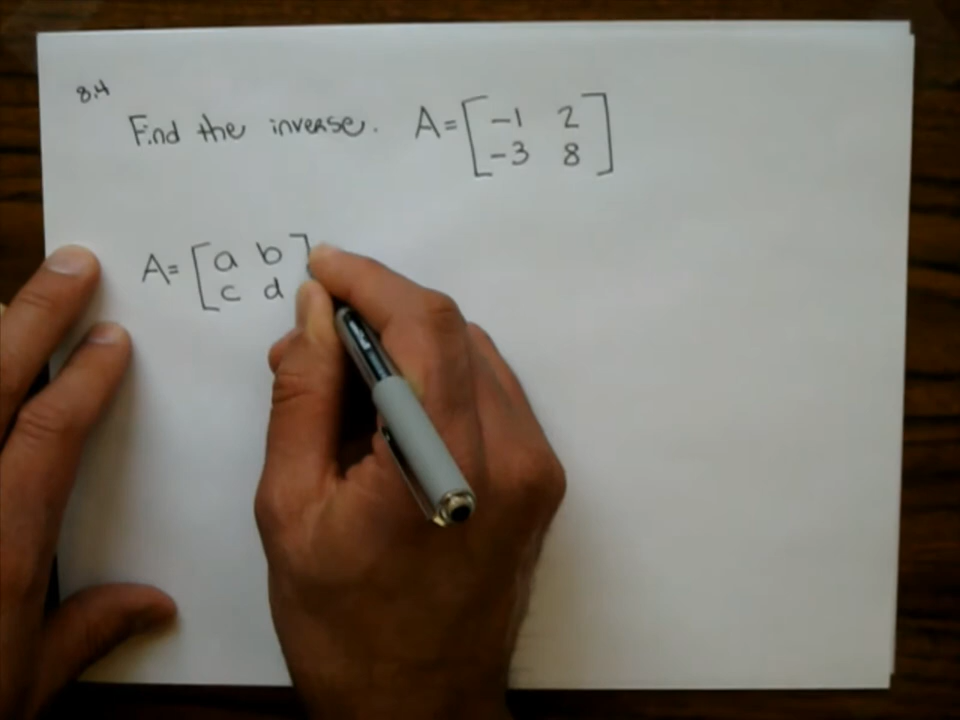 8.4
Find the inverse. A = [ -1 2
-3 8 ]
A = [ a b
c d ]